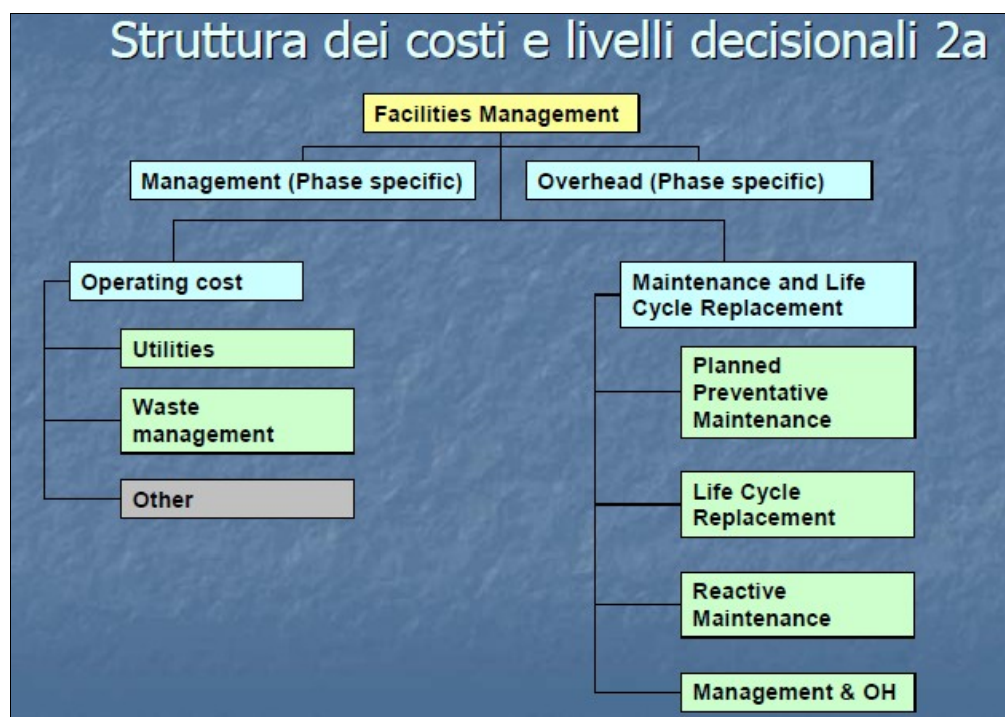 Struttura dei costi e livelli decisionali 2a
Facilities Management
Management (Phase specific)
Overhead (Phase specific)
Operating cost
Utilities
Waste
management
Other
Maintenance and Life
Cycle Replacement
Planned
Preventative
Maintenance
Life Cycle
Replacement
Reactive
Maintenance
Management & OH